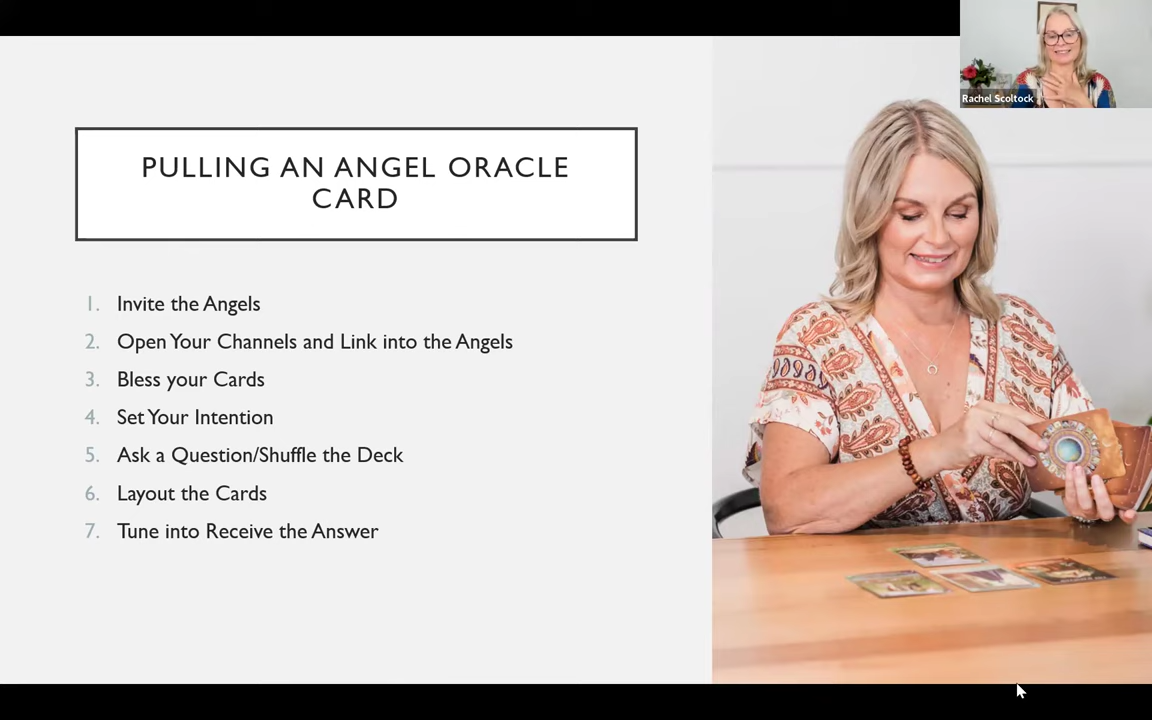 Rachel Scoltock
PULLING AN ANGEL ORACLE
CARD
1. Invite the Angels
2. Open Your Channels and Link into the Angels
3. Bless your Cards
4. Set Your Intention
5. Ask a Question/Shuffle the Deck
6. Layout the Cards
7. Tune into Receive the Answer